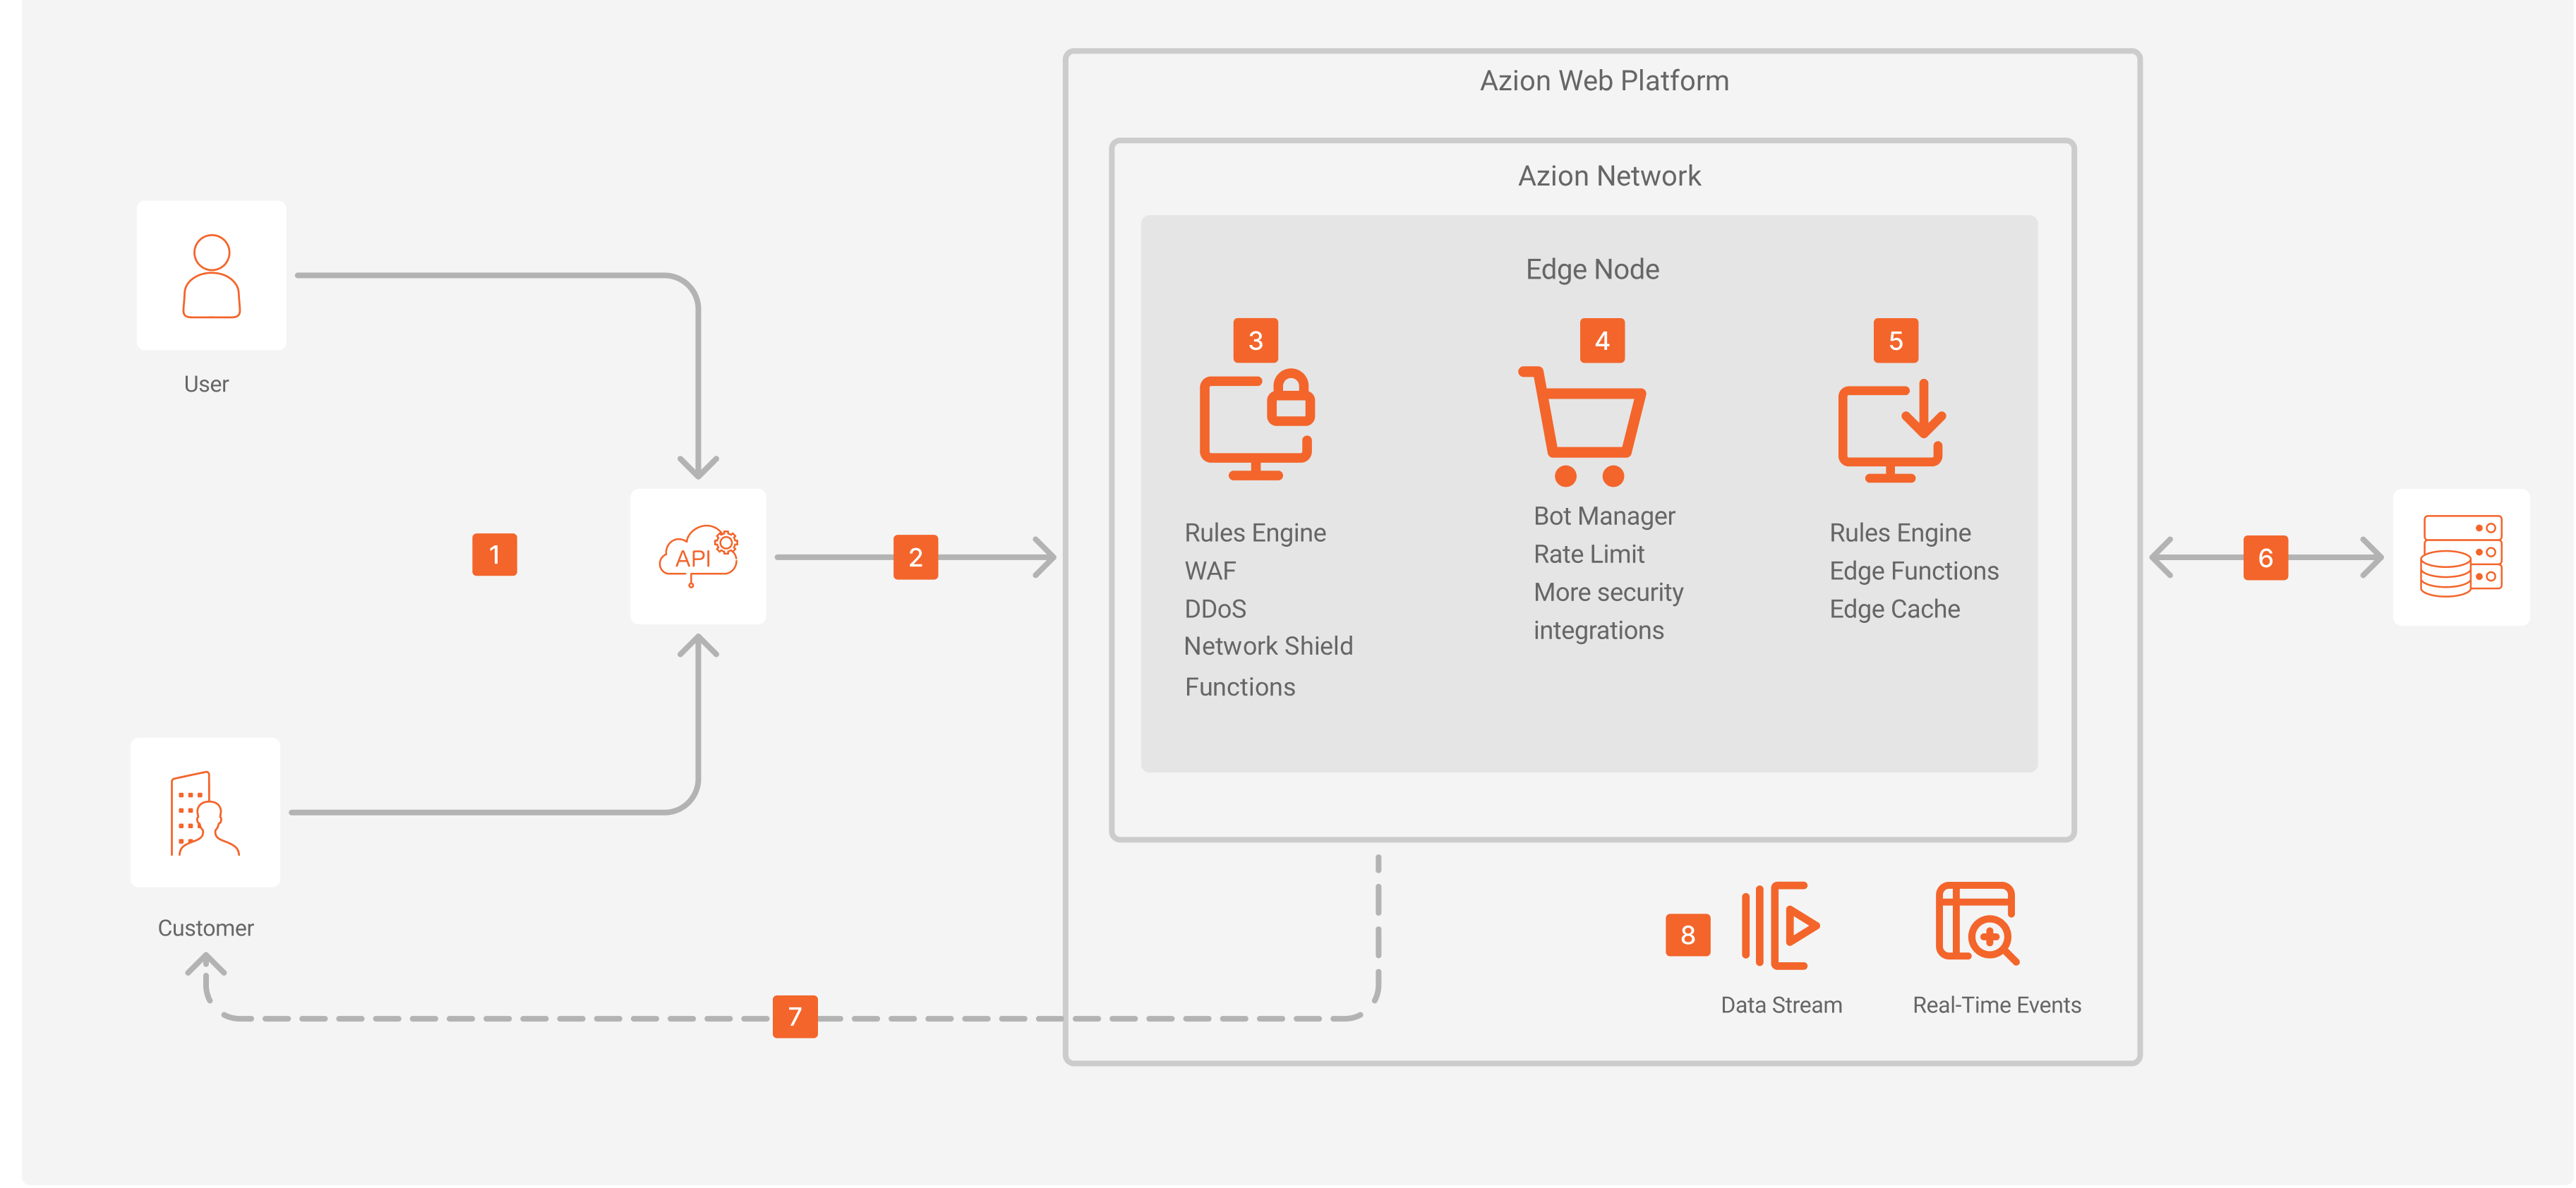 Azion Web Platform
Azion Network
Edge Node
User
1
API
2
3
Rules Engine
WAF
DDoS
Network Shield
Functions
4
Bot Manager
Rate Limit
More security
integrations
5
Rules Engine
Edge Functions
Edge Cache
6
Customer
7
8
Data Stream
Real-Time Events